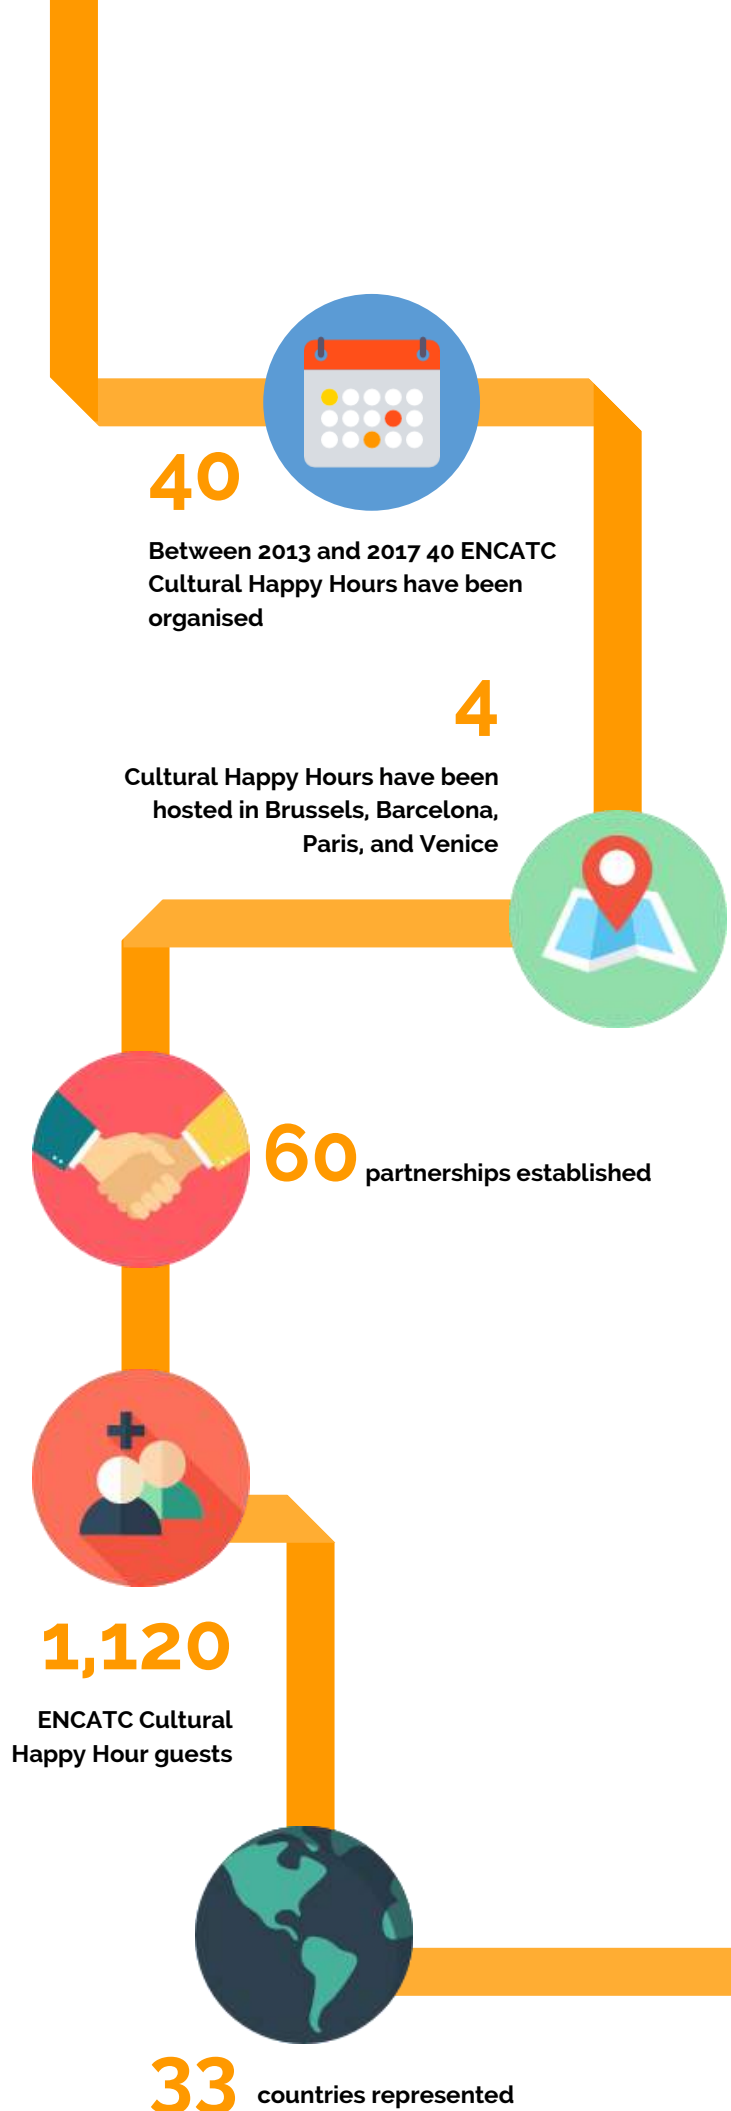 40
Between 2013 and 2017 40 ENCATC
Cultural Happy Hours have been
organised
4
Cultural Happy Hours have been
hosted in Brussels, Barcelona,
Paris, and Venice
60 partnerships established
1,120
ENCATC Cultural
Happy Hour guests
33 countries represented